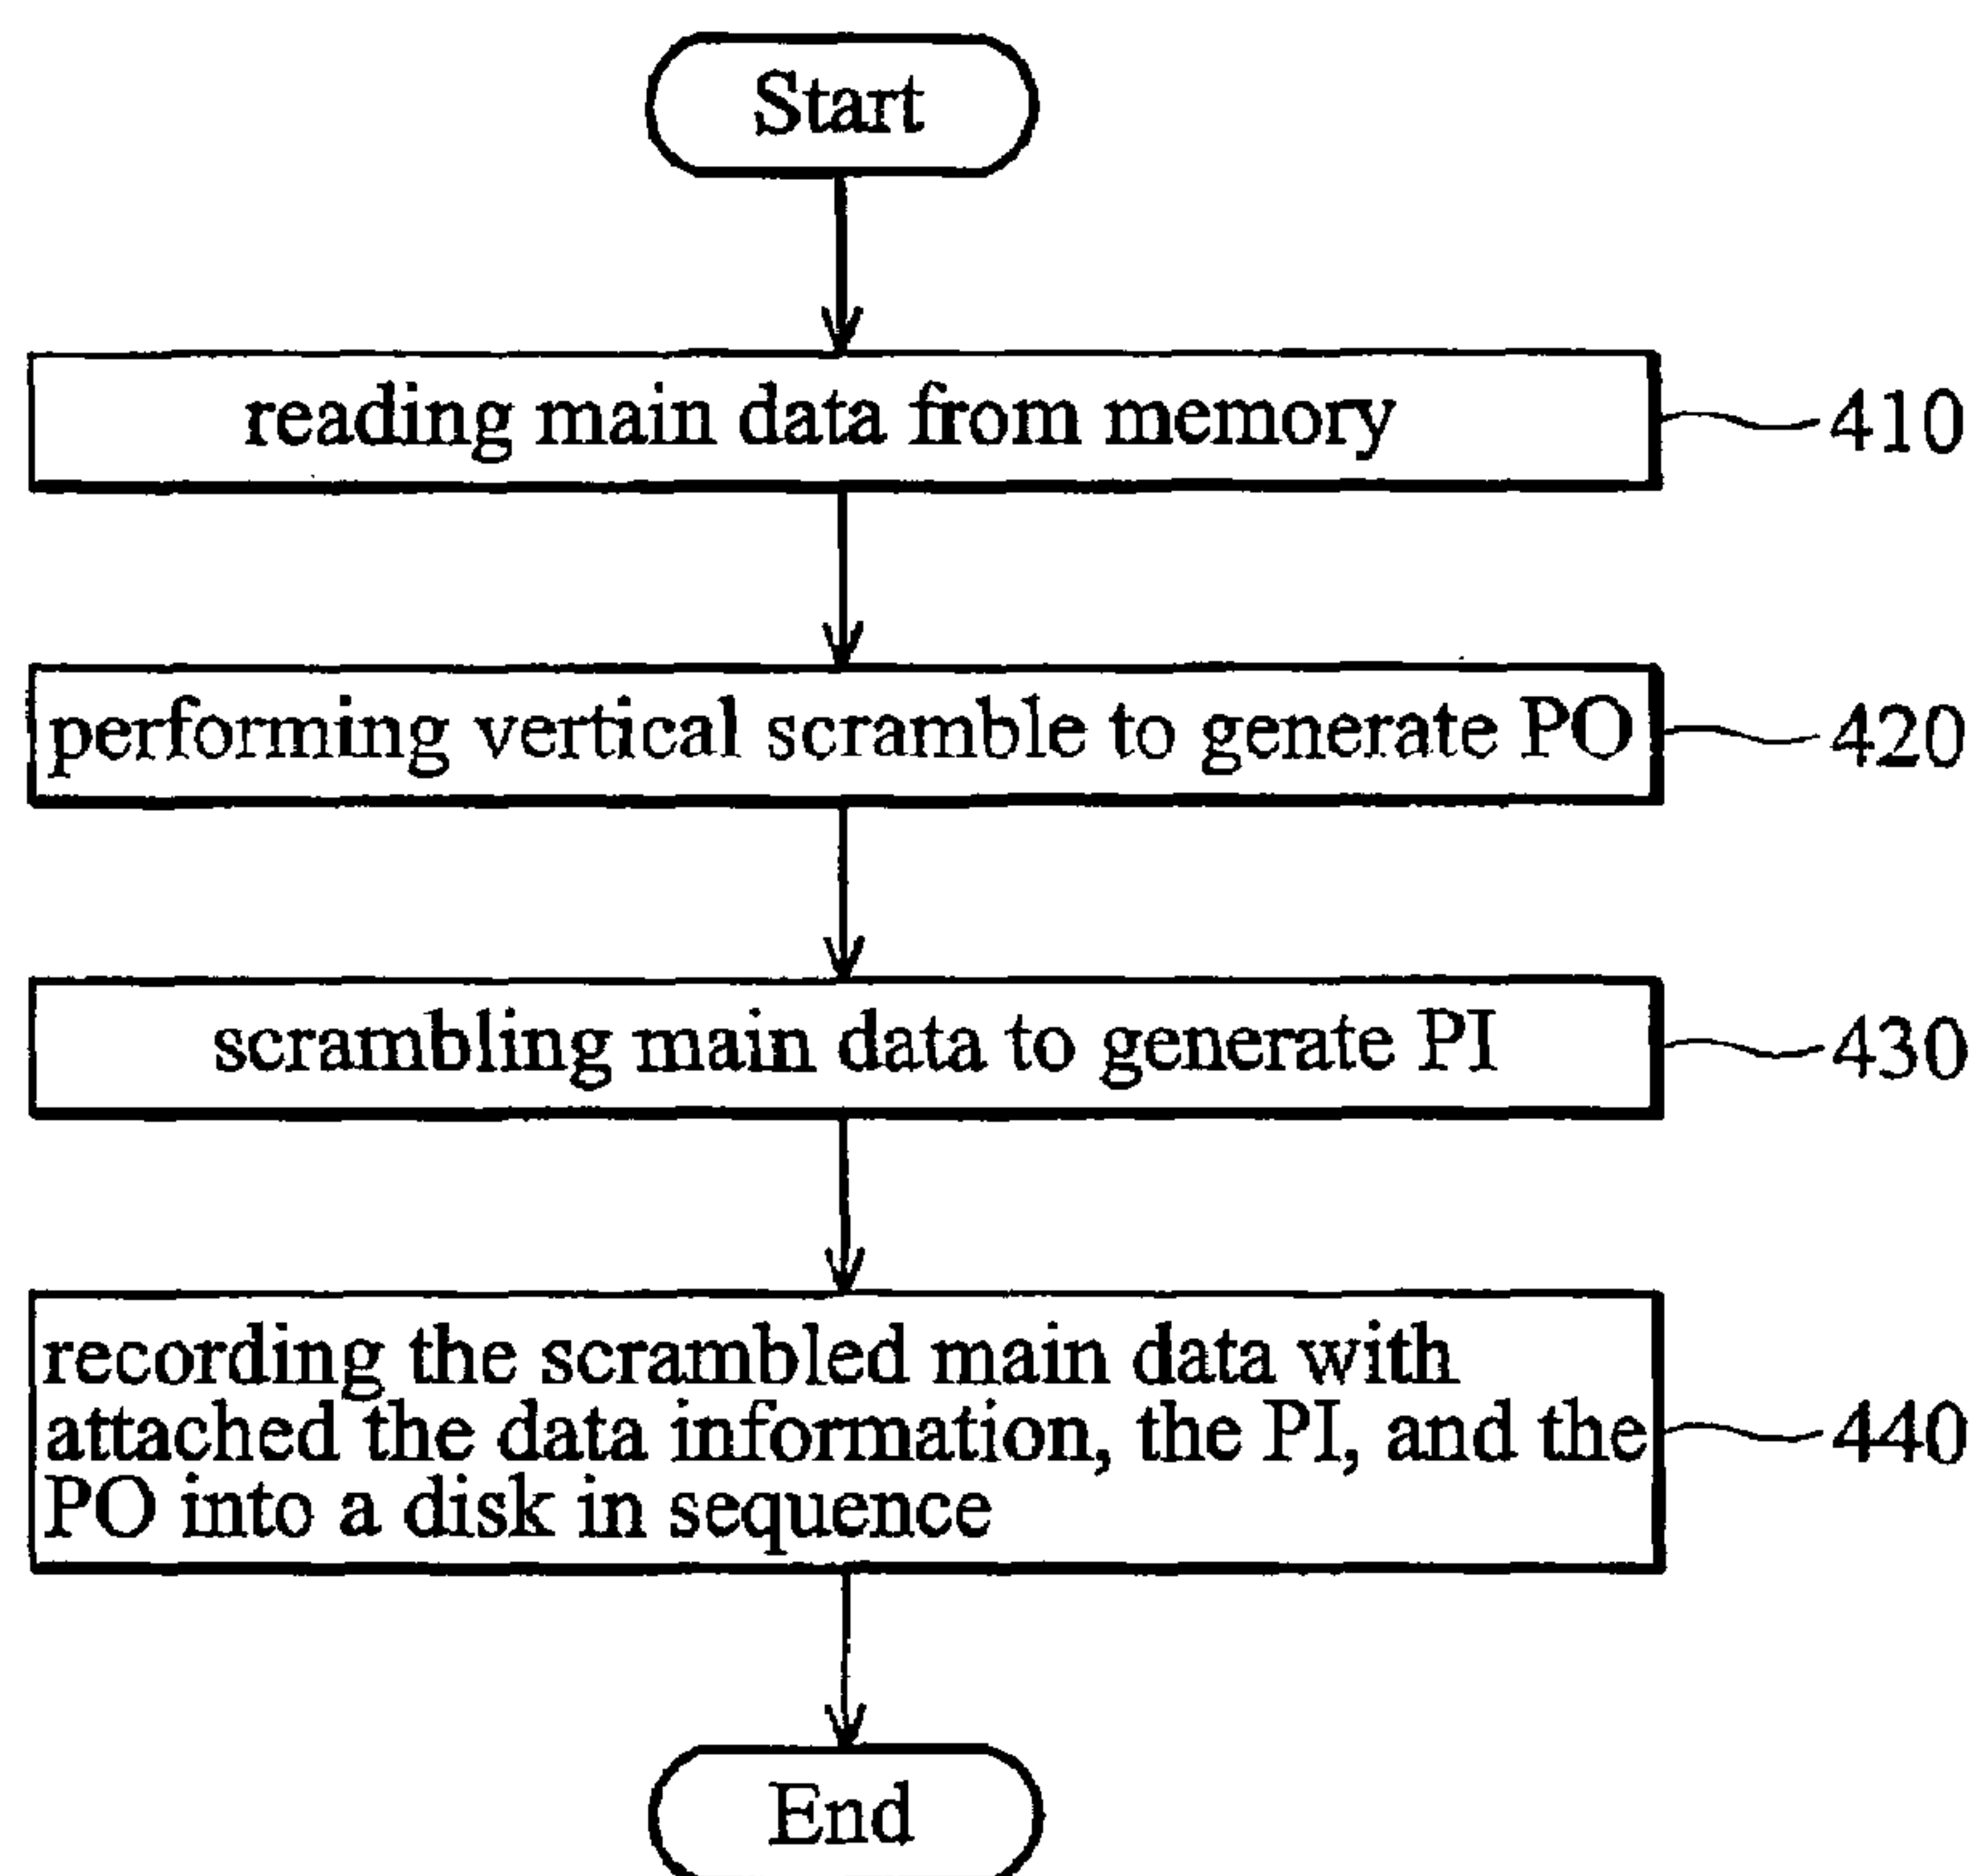 Start
reading main data from memory
410
performing vertical scramble to generate PO
420
scrambling main data to generate PI
430
recording the scrambled main data with
attached the data information, the PI, and the
PO into a disk in sequence
440
End